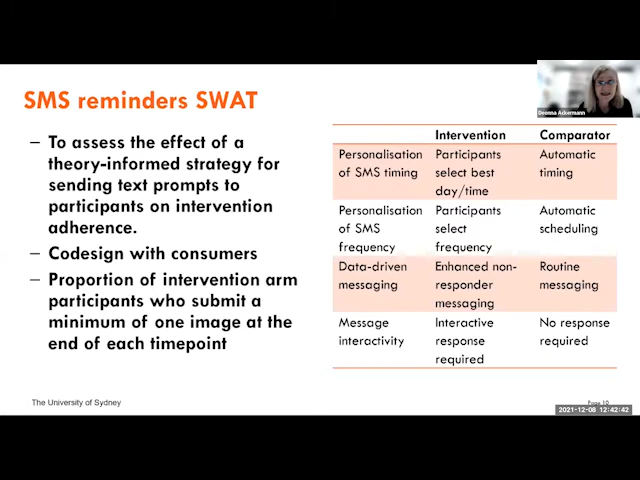 SMS reminders SWAT
– To assess the effect of a
theory-informed strategy for
sending text prompts to
participants on intervention
adherence.
– Codesign with consumers
– Proportion of intervention arm
participants who submit a
minimum of one image at the
end of each timepoint
Deonna Ackermann
Intervention Comparator
Personalisation Participants Automatic
of SMS timing select best timing
day/time
Personalisation Participants Automatic
of SMS select scheduling
frequency frequency
Data-driven Enhanced non- Routine
messaging responder messaging
messaging
Message Interactive No response
interactivity response required
required
The University of Sydney
Page 10
2021-12-08 12:42:42